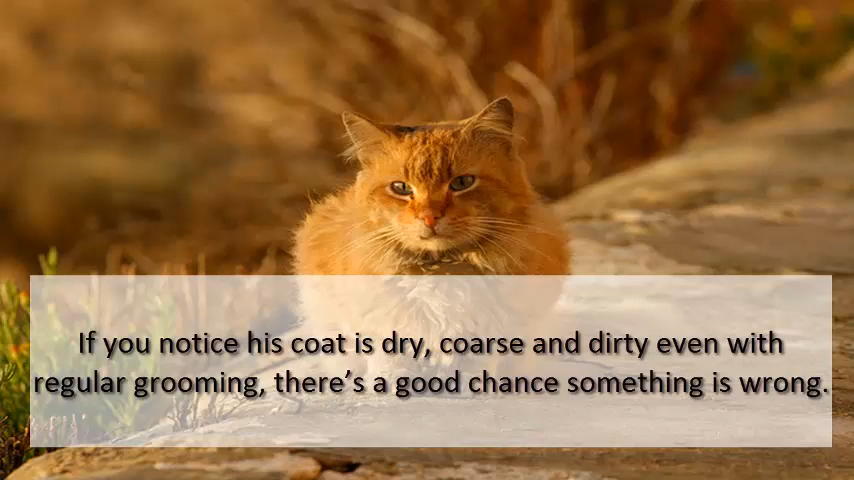 If you notice his coat is dry, coarse and dirty even with
regular grooming, there’s a good chance something is wrong.